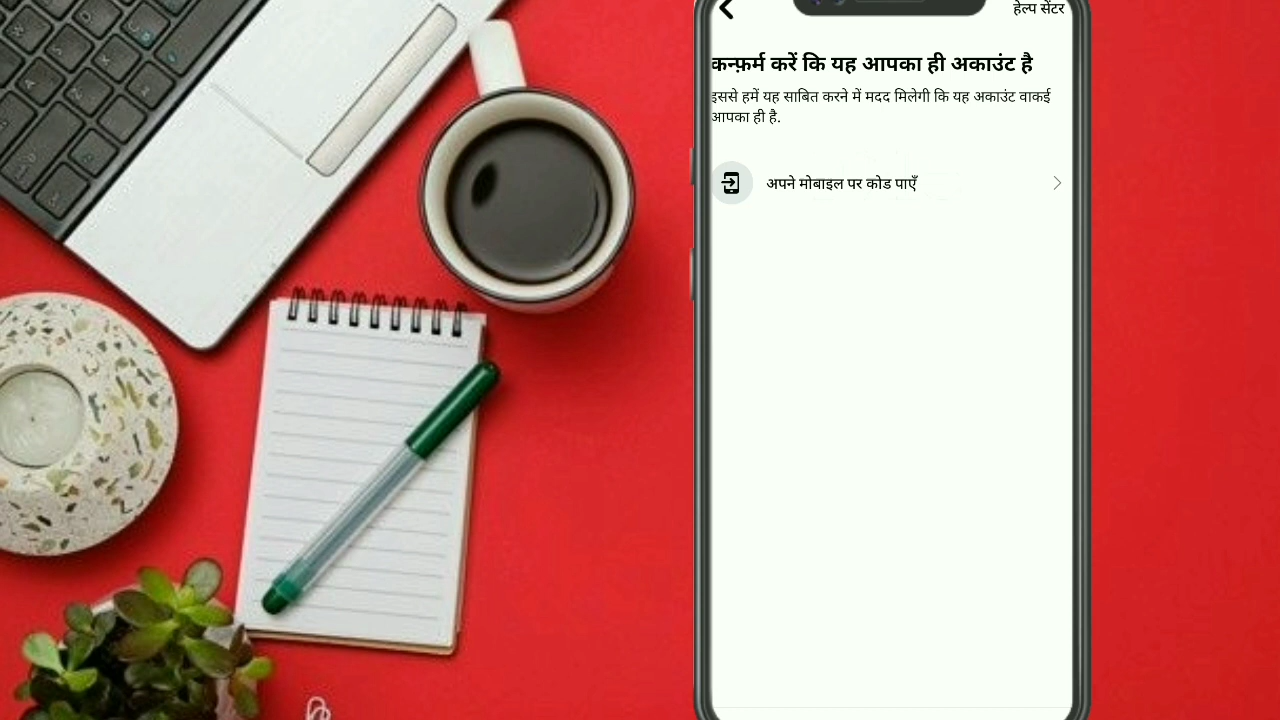 हेल्प सेंटर
कन्फ़र्म करें कि यह आपका ही अकाउंट है
इससे हमें यह साबित करने में मदद मिलेगी कि यह अकाउंट वाकई
आपका ही है.
अपने मोबाइल पर कोड पाएँ